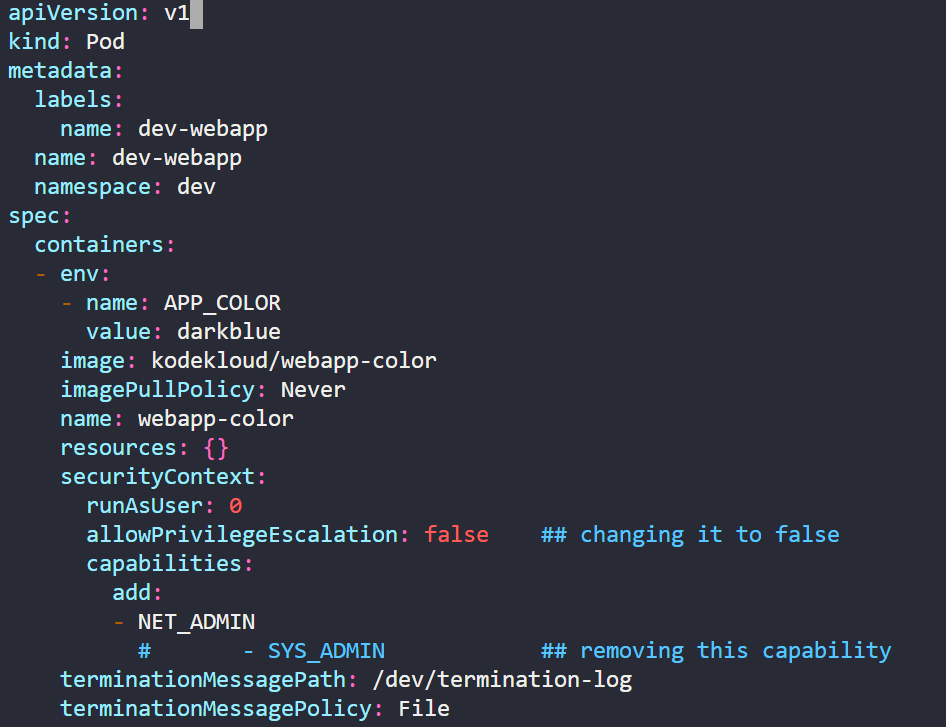 apiVersion: v1
kind: Pod
metadata:
  labels:
    name: dev-webapp
  name: dev-webapp
  namespace: dev
spec:
  containers:
  - env:
    - name: APP_COLOR
      value: darkblue
    image: kodekloud/webapp-color
    imagePullPolicy: Never
    name: webapp-color
    resources: {}
    securityContext:
      runAsUser: 0
      allowPrivilegeEscalation: false    ## changing it to false
      capabilities:
        add:
        - NET_ADMIN
          #       - SYS_ADMIN            ## removing this capability
    terminationMessagePath: /dev/termination-log
    terminationMessagePolicy: File